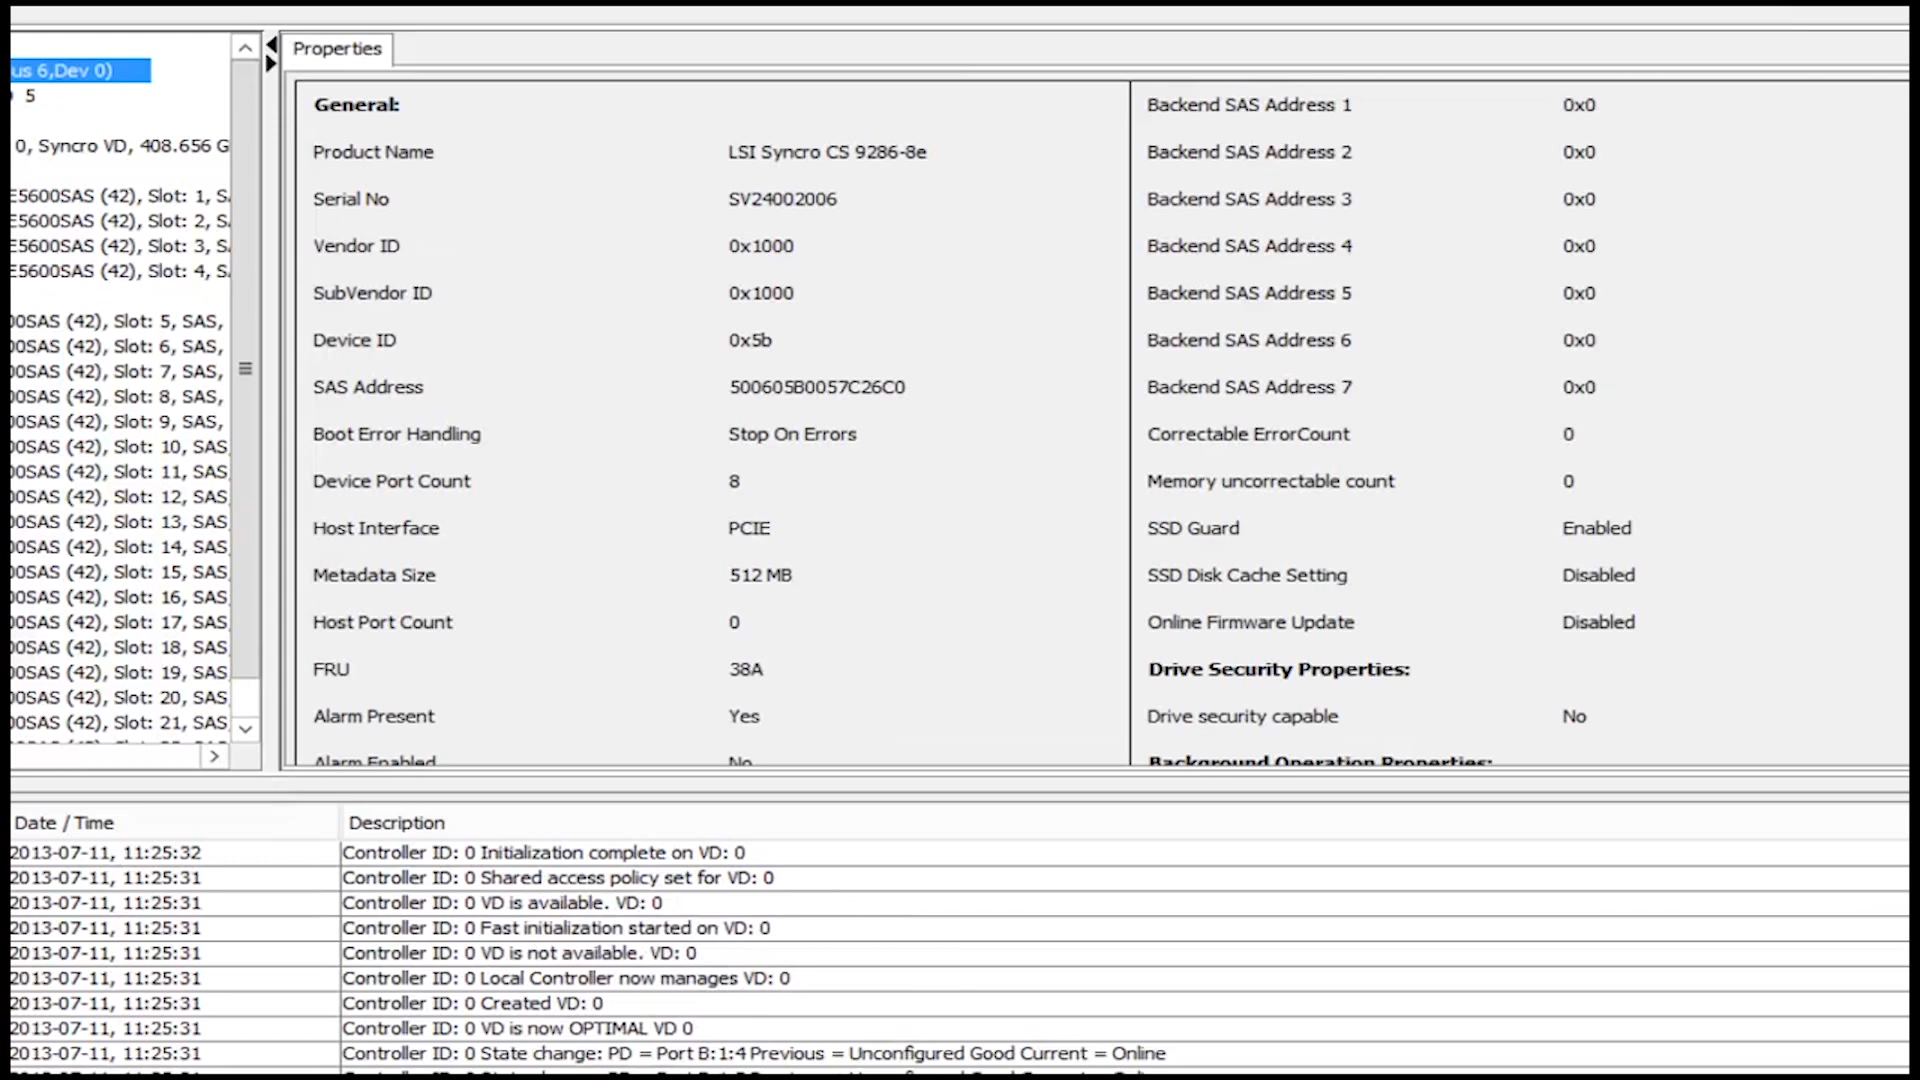 us 6,Dev 0)
5
0, Syncro VD, 408.656 G
E5600SAS (42), Slot: 1, S
E5600SAS (42), Slot: 2, S
E5600SAS (42), Slot: 3, S
E5600SAS (42), Slot: 4, S
00SAS (42), Slot: 5, SAS,
00SAS (42), Slot: 6, SAS,
00SAS (42), Slot: 7, SAS,
00SAS (42), Slot: 8, SAS,
00SAS (42), Slot: 9, SAS,
00SAS (42), Slot: 10, SAS
00SAS (42), Slot: 11, SAS
00SAS (42), Slot: 12, SAS
00SAS (42), Slot: 13, SAS
00SAS (42), Slot: 14, SAS
00SAS (42), Slot: 15, SAS
00SAS (42), Slot: 16, SAS
00SAS (42), Slot: 17, SAS
00SAS (42), Slot: 18, SAS
00SAS (42), Slot: 19, SAS
00SAS (42), Slot: 20, SAS
00SAS (42), Slot: 21, SAS
Properties
General:
Product Name LSI Syncro CS 9286-8e
Serial No SV24002006
Vendor ID 0x1000
SubVendor ID 0x1000
Device ID 0x5b
SAS Address 500605B0057C26C0
Boot Error Handling Stop On Errors
Device Port Count 8
Host Interface PCIE
Metadata Size 512 MB
Host Port Count 0
FRU 38A
Alarm Present Yes
Alarm Enabled No
Backend SAS Address 1 0x0
Backend SAS Address 2 0x0
Backend SAS Address 3 0x0
Backend SAS Address 4 0x0
Backend SAS Address 5 0x0
Backend SAS Address 6 0x0
Backend SAS Address 7 0x0
Correctable ErrorCount 0
Memory uncorrectable count 0
SSD Guard Enabled
SSD Disk Cache Setting Disabled
Online Firmware Update Disabled
Drive Security Properties:
Drive security capable No
Background Operation Properties:
Date / Time Description
2013-07-11, 11:25:32 Controller ID: 0 Initialization complete on VD: 0
2013-07-11, 11:25:31 Controller ID: 0 Shared access policy set for VD: 0
2013-07-11, 11:25:31 Controller ID: 0 VD is available. VD: 0
2013-07-11, 11:25:31 Controller ID: 0 Fast initialization started on VD: 0
2013-07-11, 11:25:31 Controller ID: 0 VD is not available. VD: 0
2013-07-11, 11:25:31 Controller ID: 0 Local Controller now manages VD: 0
2013-07-11, 11:25:31 Controller ID: 0 Created VD: 0
2013-07-11, 11:25:31 Controller ID: 0 VD is now OPTIMAL VD 0
2013-07-11, 11:25:31 Controller ID: 0 State change: PD = Port B:1:4 Previous = Unconfigured Good Current = Online